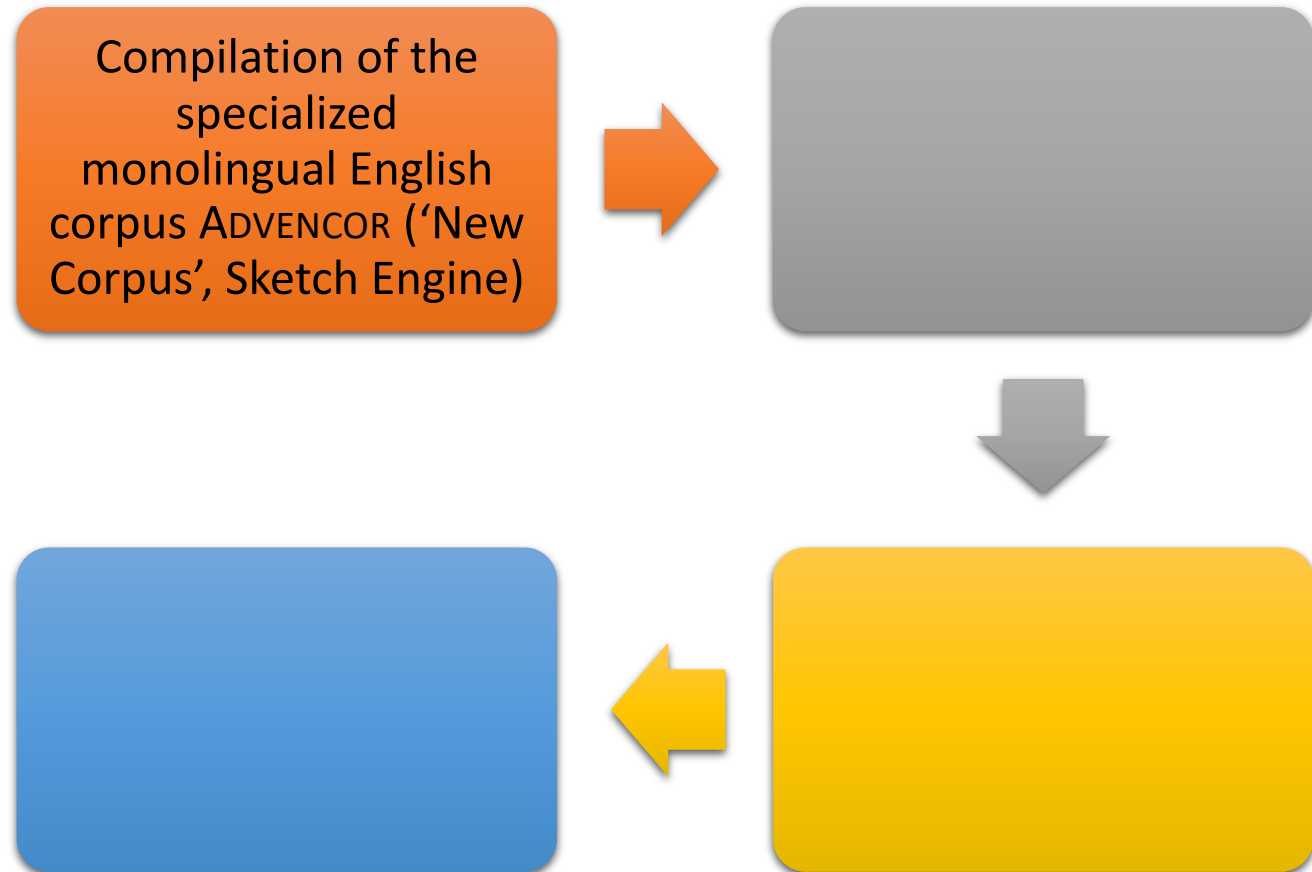 Compilation of the
specialized
monolingual English
corpus ADVENCOR (‘New
Corpus’, Sketch Engine)